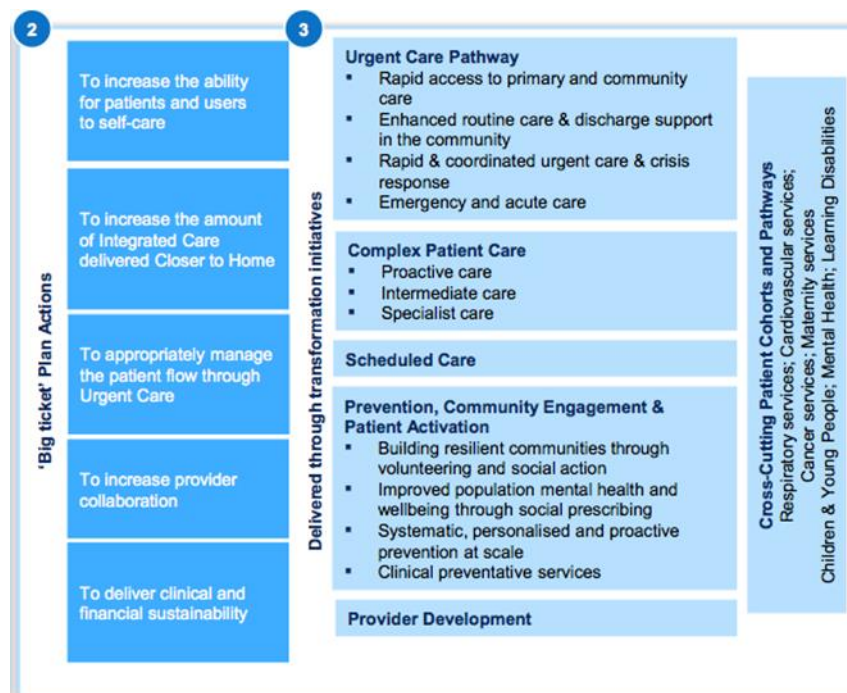 2
3
'Big ticket' Plan Actions
To increase the ability
for patients and users
to self-care
To increase the amount
of Integrated Care
delivered Closer to Home
To appropriately manage
the patient flow through
Urgent Care
To increase provider
collaboration
To deliver clinical and
financial sustainability
Delivered through transformation initiatives
Urgent Care Pathway
▪ Rapid access to primary and community
care
▪ Enhanced routine care & discharge support
in the community
▪ Rapid & coordinated urgent care & crisis
response
▪ Emergency and acute care
Complex Patient Care
▪ Proactive care
▪ Intermediate care
▪ Specialist care
Scheduled Care
Prevention, Community Engagement &
Patient Activation
▪ Building resilient communities through
volunteering and social action
▪ Improved population mental health and
wellbeing through social prescribing
▪ Systematic, personalised and proactive
prevention at scale
▪ Clinical preventative services
Provider Development
Cross-Cutting Patient Cohorts and Pathways
Respiratory services; Cardiovascular services;
Cancer services; Maternity services
Children & Young People; Mental Health; Learning Disabilities